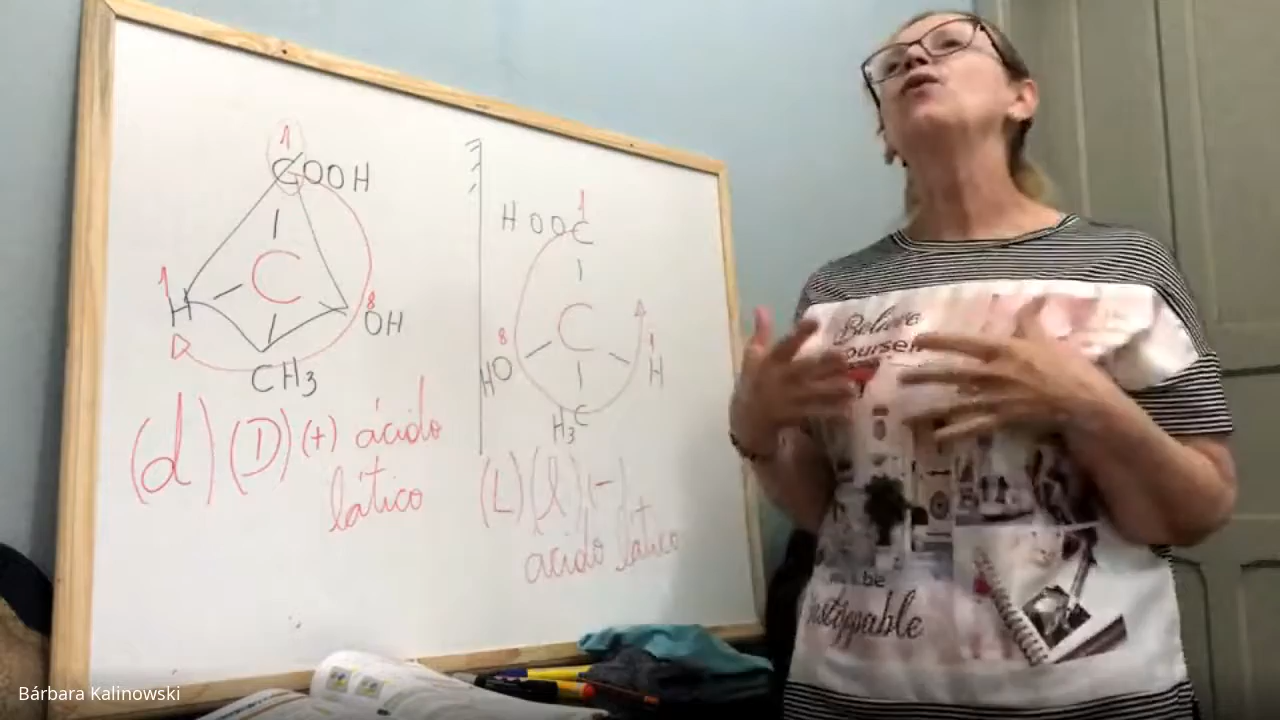 1
COOH
C
1
H
8
OH
CH3
(d) (D) (+) ácido
lático
1
HOOC
C
8
HO
1
H
H3C
(L) (l) (-)
ácido lático
Believe
yourself
be
unstoppable
Bárbara Kalinowski